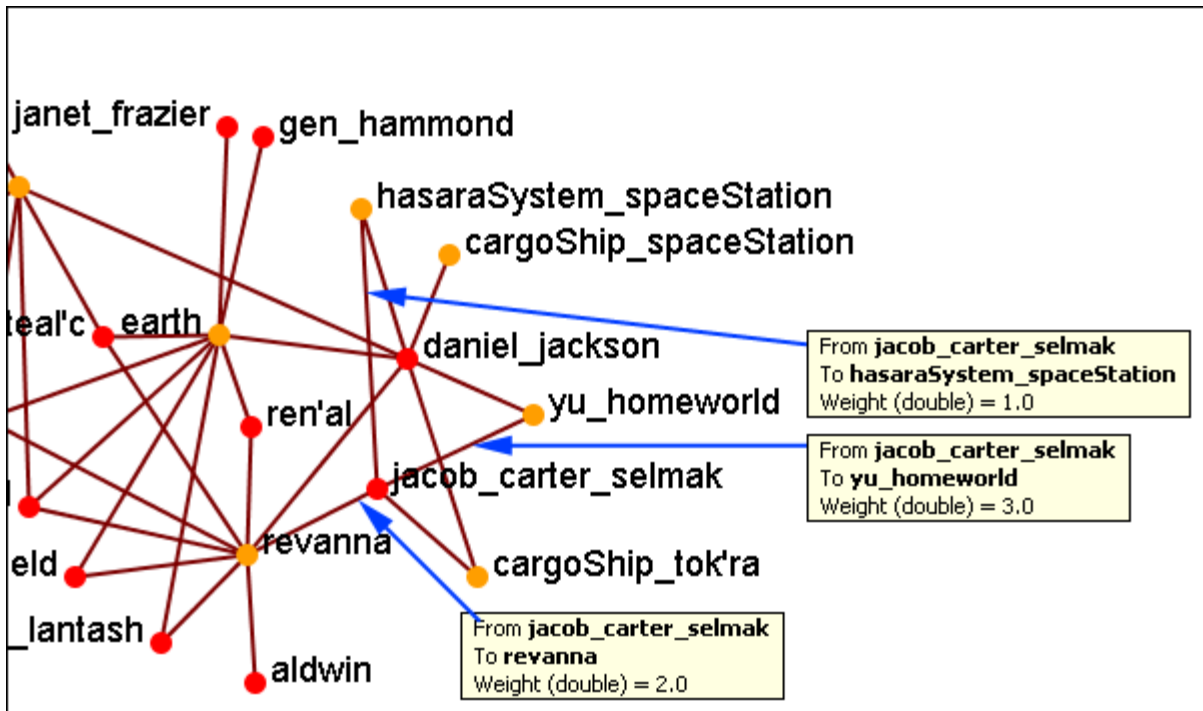 janet_frazier
gen_hammond
hasaraSystem_spaceStation
cargoShip_spaceStation
teal'c
earth
daniel_jackson
From jacob_carter_selmak
To hasaraSystem_spaceStation
Weight (double) = 1.0
yu_homeworld
ren'al
From jacob_carter_selmak
To yu_homeworld
Weight (double) = 3.0
jacob_carter_selmak
revanna
eld
cargoShip_tok'ra
_lantash
From jacob_carter_selmak
To revanna
Weight (double) = 2.0
aldwin